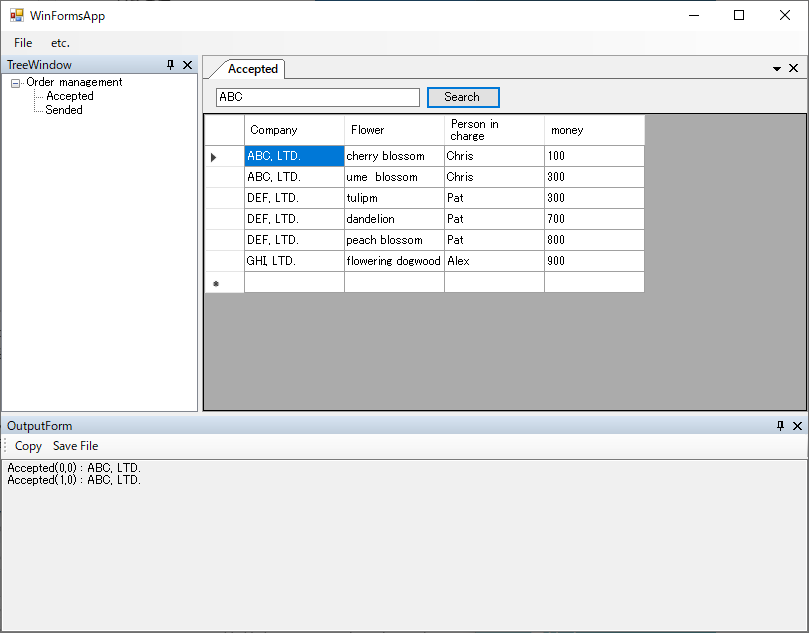 WinFormsApp
File etc.
TreeWindow
Order management
Accepted
Sended
Accepted
ABC Search
Company Flower Person in charge money
ABC, LTD. cherry blossom Chris 100
ABC, LTD. ume blossom Chris 300
DEF, LTD. tulipm Pat 300
DEF, LTD. dandelion Pat 700
DEF, LTD. peach blossom Pat 800
GHI, LTD. flowering dogwood Alex 900
OutputForm
Copy Save File
Accepted(0,0) : ABC, LTD.
Accepted(1,0) : ABC, LTD.